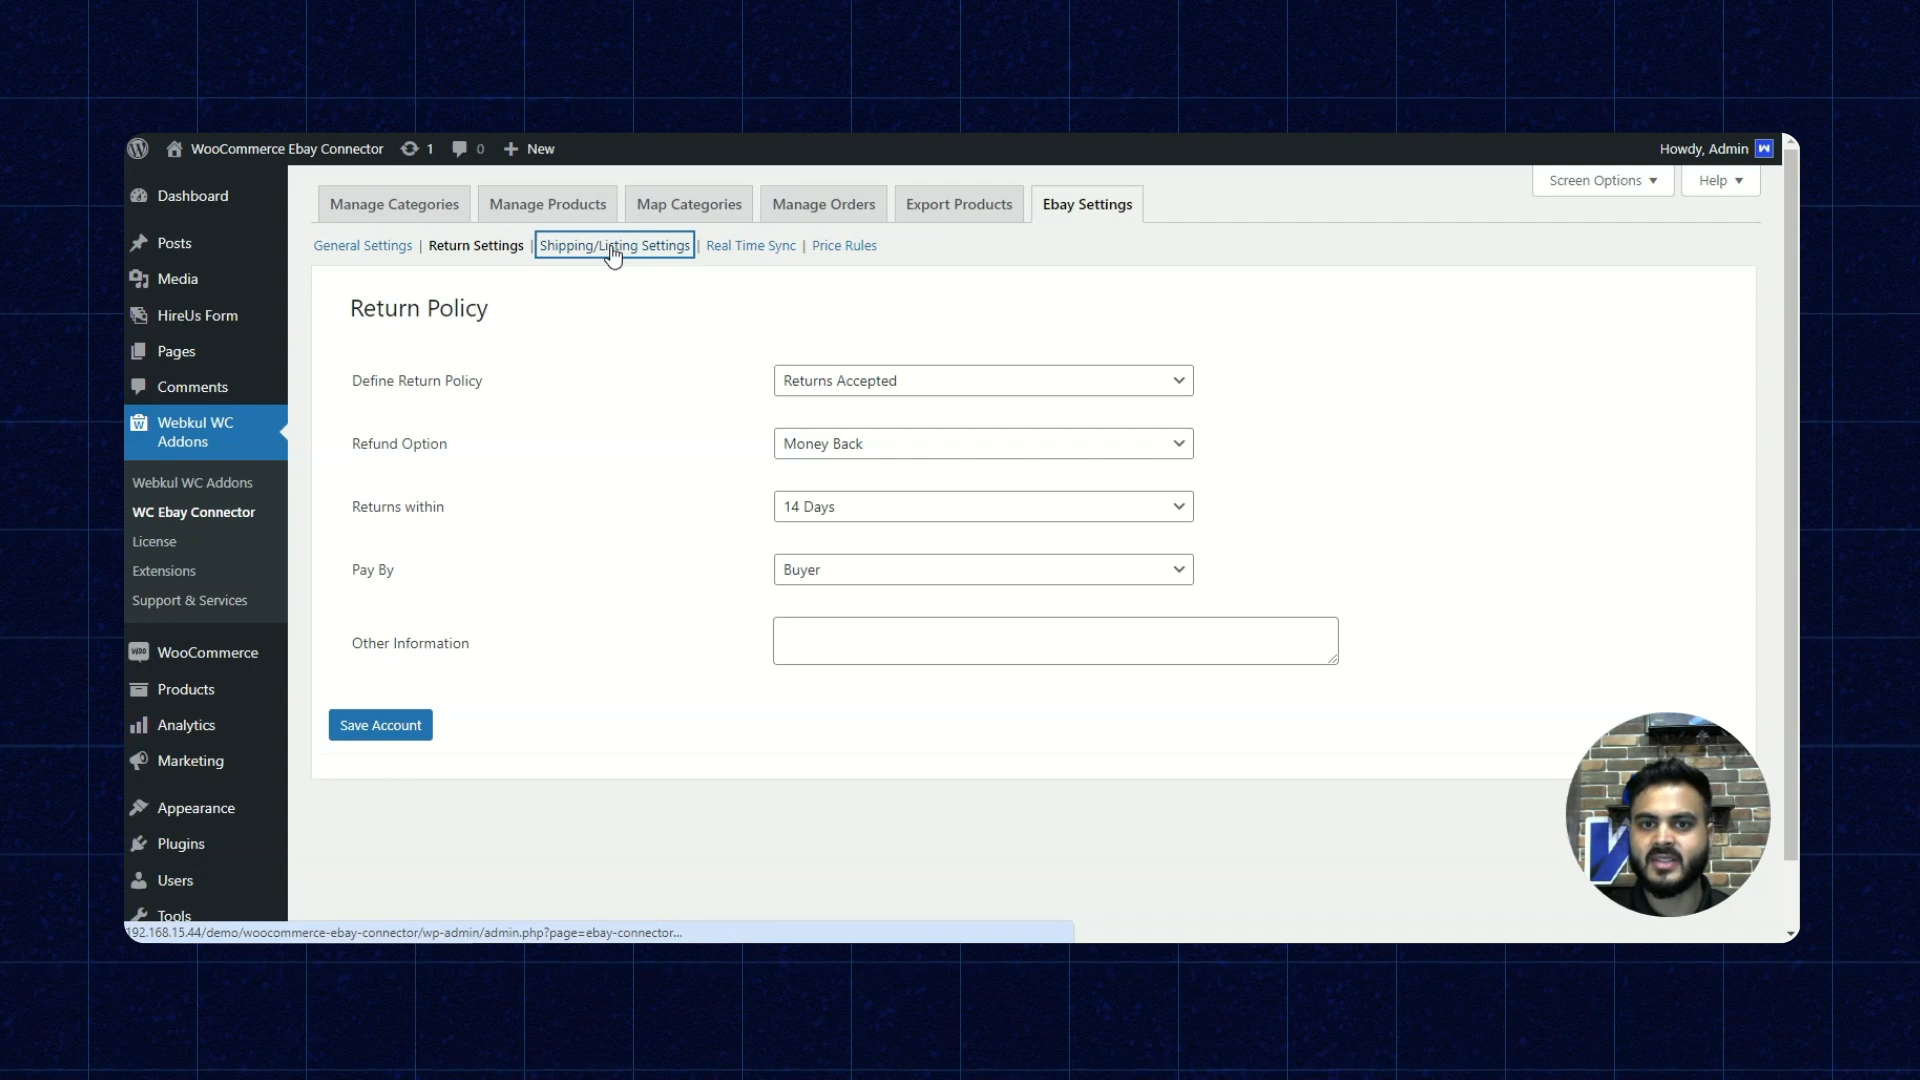 WooCommerce Ebay Connector 1 0 New Howdy, Admin
Screen Options Help
Dashboard
Posts
Media
HireUs Form
Pages
Comments
Webkul WC
Addons
Webkul WC Addons
WC Ebay Connector
License
Extensions
Support & Services
WooCommerce
Products
Analytics
Marketing
Appearance
Plugins
Users
Tools
Manage Categories Manage Products Map Categories Manage Orders Export Products Ebay Settings
General Settings | Return Settings | Shipping/Listing Settings | Real Time Sync | Price Rules
Return Policy
Define Return Policy Returns Accepted
Refund Option Money Back
Returns within 14 Days
Pay By Buyer
Other Information
Save Account
192.168.15.44/demo/woocommerce-ebay-connector/wp-admin/admin.php?page=ebay-connector...